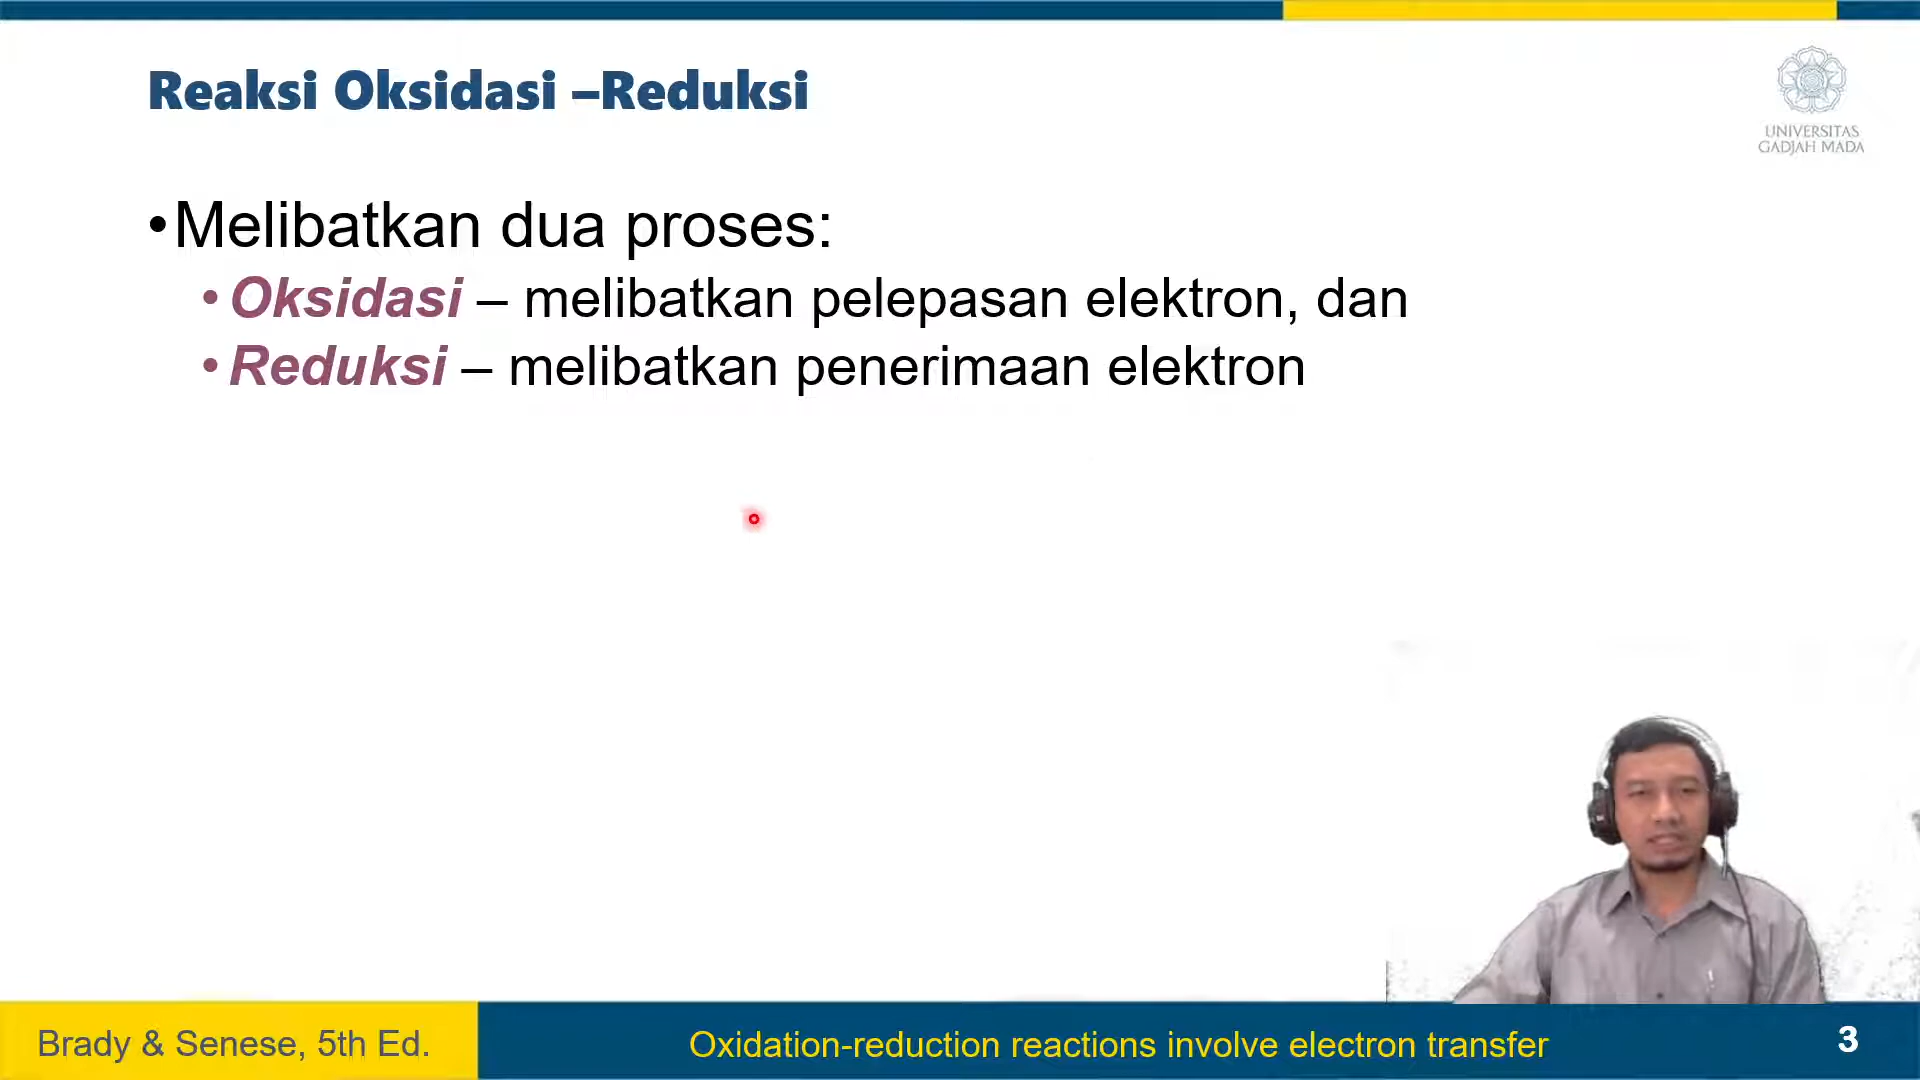 Reaksi Oksidasi –Reduksi
UNIVERSITAS
GADJAH MADA
•Melibatkan dua proses:
•Oksidasi – melibatkan pelepasan elektron, dan
•Reduksi – melibatkan penerimaan elektron
Brady & Senese, 5th Ed.
Oxidation-reduction reactions involve electron transfer
3